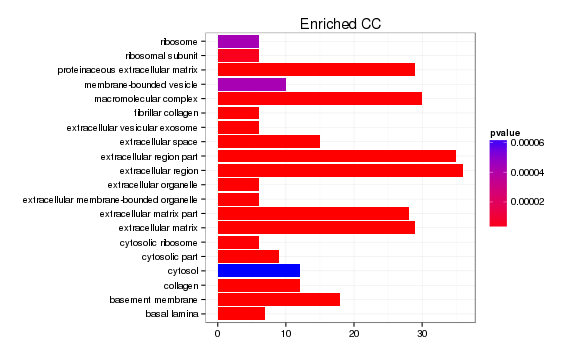 Enriched CC
ribosome
ribosomal subunit
proteinaceous extracellular matrix
membrane-bounded vesicle
macromolecular complex
fibrillar collagen
extracellular vesicular exosome
extracellular space
extracellular region part
extracellular region
extracellular organelle
extracellular membrane-bounded organelle
extracellular matrix part
extracellular matrix
cytosolic ribosome
cytosolic part
cytosol
collagen
basement membrane
basal lamina
0 10 20 30
pvalue
0.00006
0.00004
0.00002